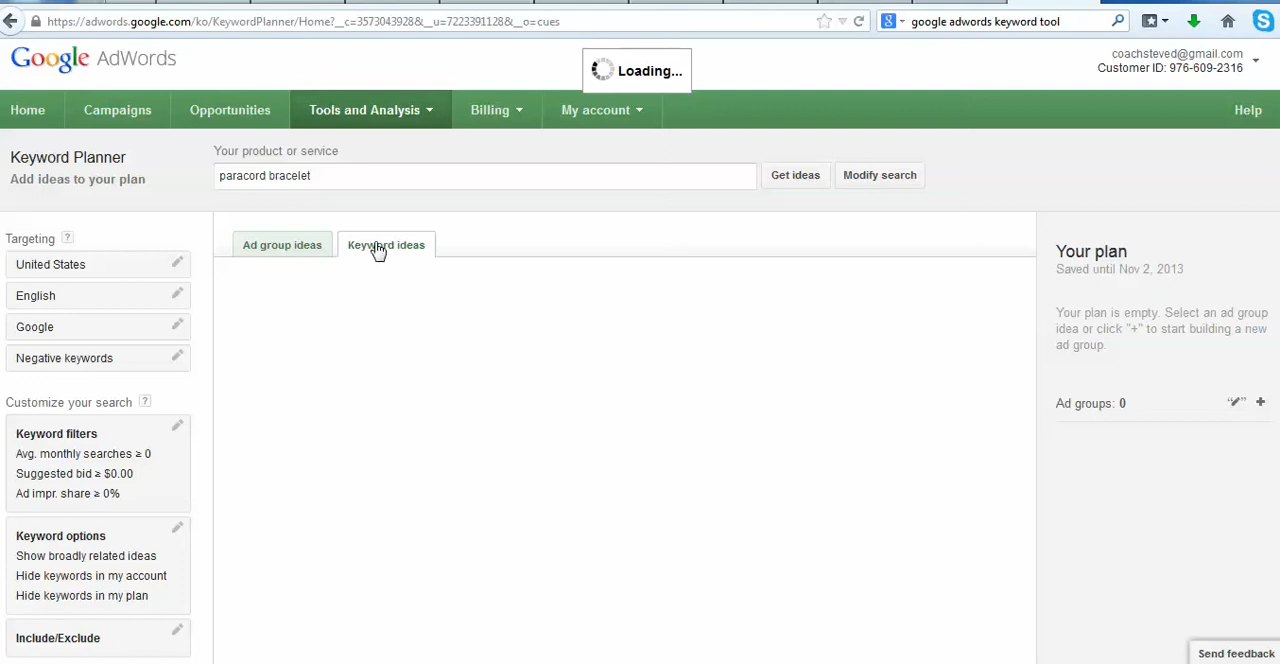 https://adwords.google.com/ko/KeywordPlanner/Home?__c=3573043928&__u=7223391128&__o=cues
google adwords keyword tool
Google AdWords
Loading...
coachsteved@gmail.com
Customer ID: 976-609-2316
Home
Campaigns
Opportunities
Tools and Analysis
Billing
My account
Help
Keyword Planner
Add ideas to your plan
Your product or service
paracord bracelet
Get ideas
Modify search
Targeting ?
United States
English
Google
Negative keywords
Customize your search ?
Keyword filters
Avg. monthly searches ≥ 0
Suggested bid ≥ $0.00
Ad impr. share ≥ 0%
Keyword options
Show broadly related ideas
Hide keywords in my account
Hide keywords in my plan
Include/Exclude
Ad group ideas
Keyword ideas
Your plan
Saved until Nov 2, 2013
Your plan is empty. Select an ad group
idea or click "+" to start building a new
ad group.
Ad groups: 0
Send feedback